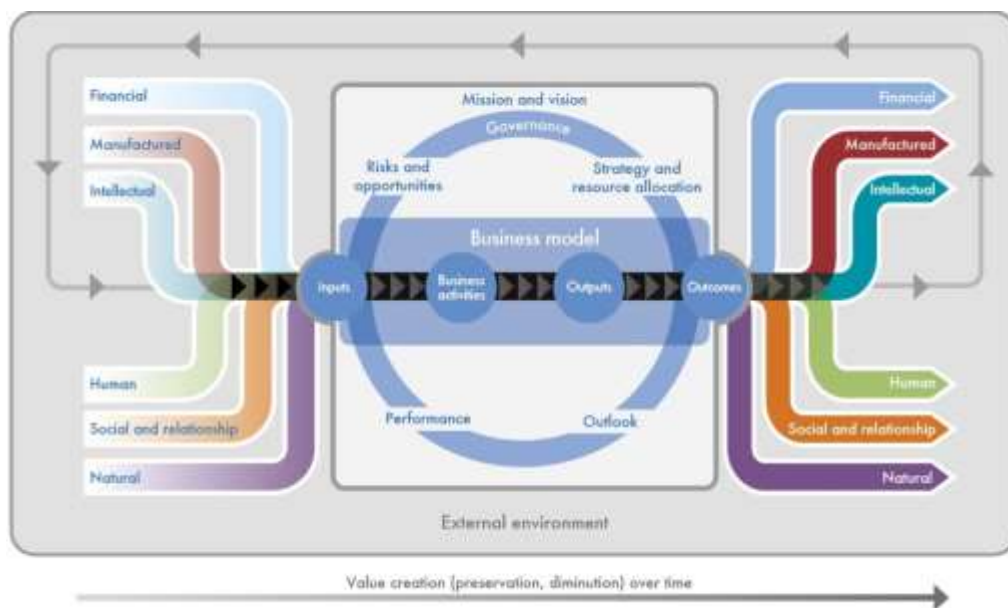 Financial
Manufactured
Intellectual
Human
Social and relationship
Natural
Mission and vision
Governance
Risks and
opportunities
Strategy and
resource allocation
Business model
Inputs
Business
activities
Outputs
Outcomes
Performance
Outlook
Financial
Manufactured
Intellectual
Human
Social and relationship
Natural
External environment
Value creation (preservation, diminution) over time